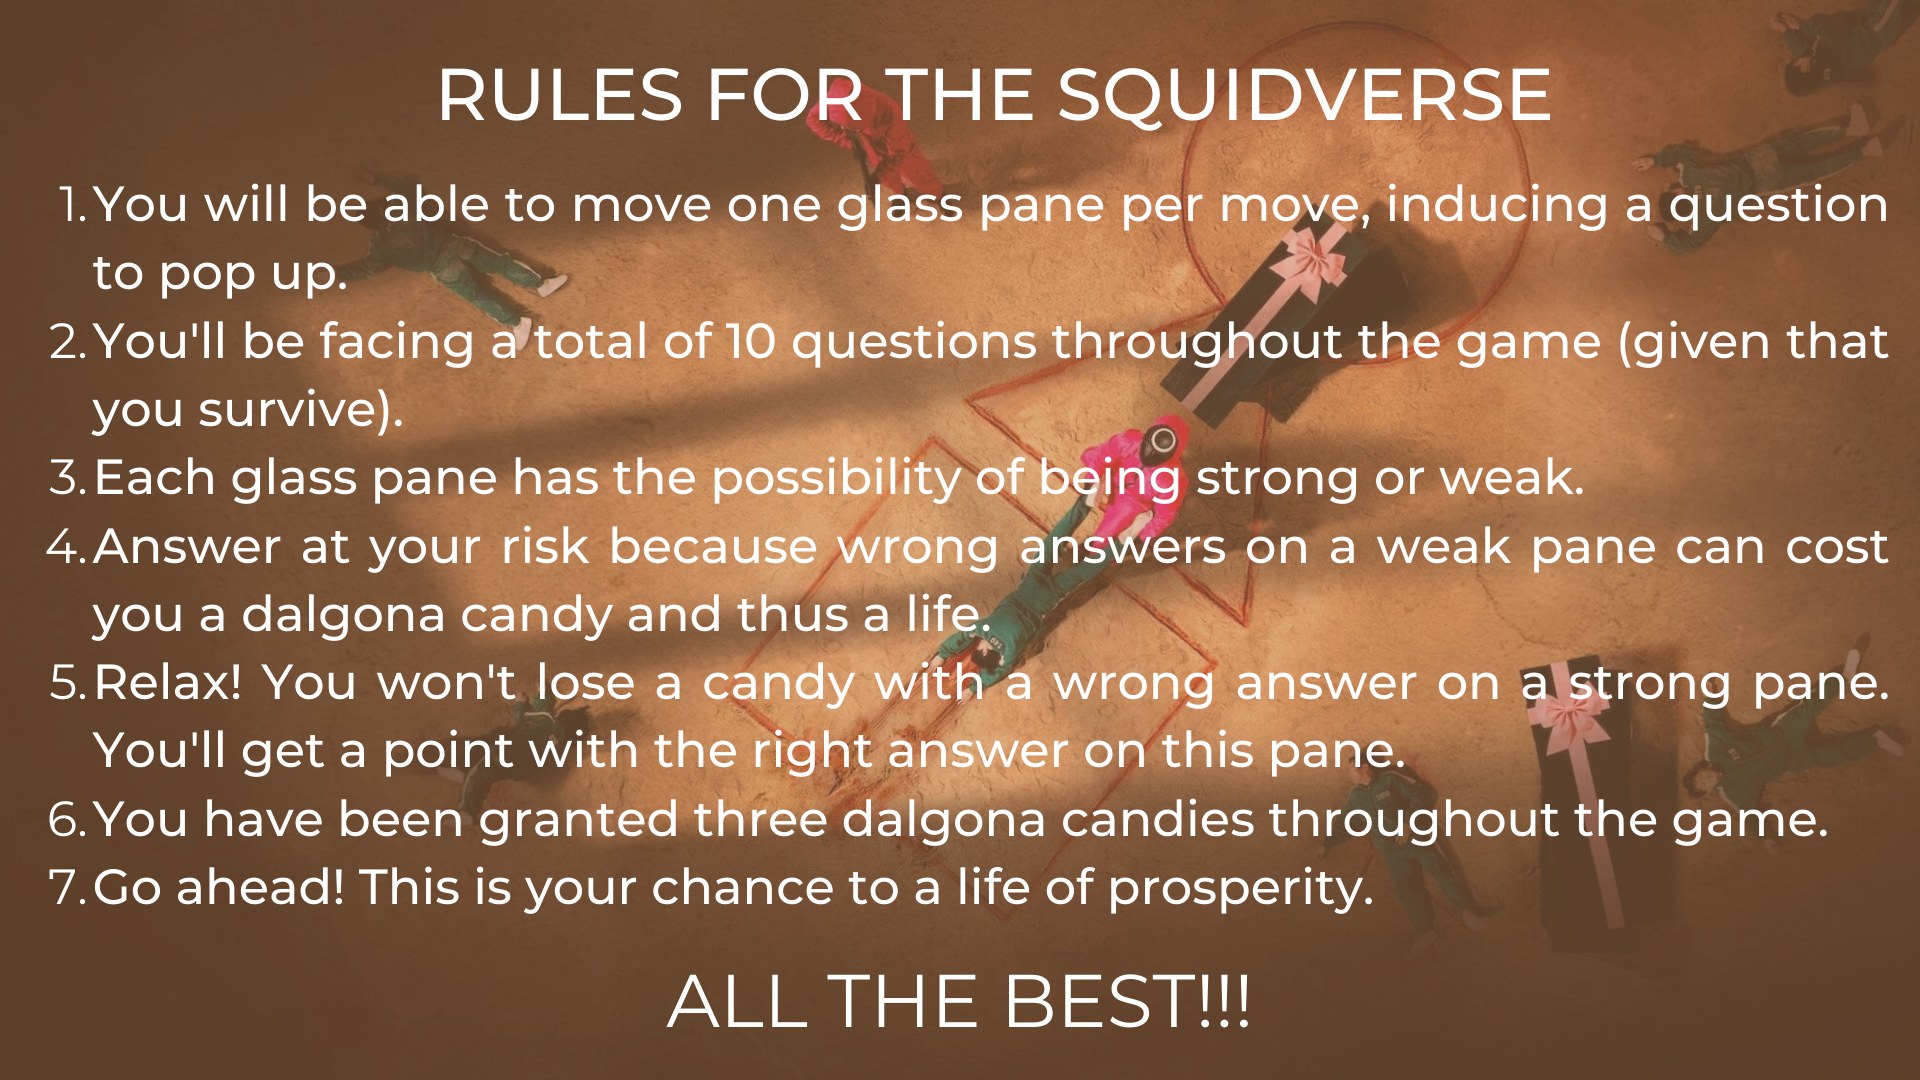 RULES FOR THE SQUIDVERSE
1. You will be able to move one glass pane per move, inducing a question
to pop up.
2. You'll be facing a total of 10 questions throughout the game (given that
you survive).
3. Each glass pane has the possibility of being strong or weak.
4. Answer at your risk because wrong answers on a weak pane can cost
you a dalgona candy and thus a life.
5. Relax! You won't lose a candy with a wrong answer on a strong pane.
You'll get a point with the right answer on this pane.
6. You have been granted three dalgona candies throughout the game.
7. Go ahead! This is your chance to a life of prosperity.
ALL THE BEST!!!